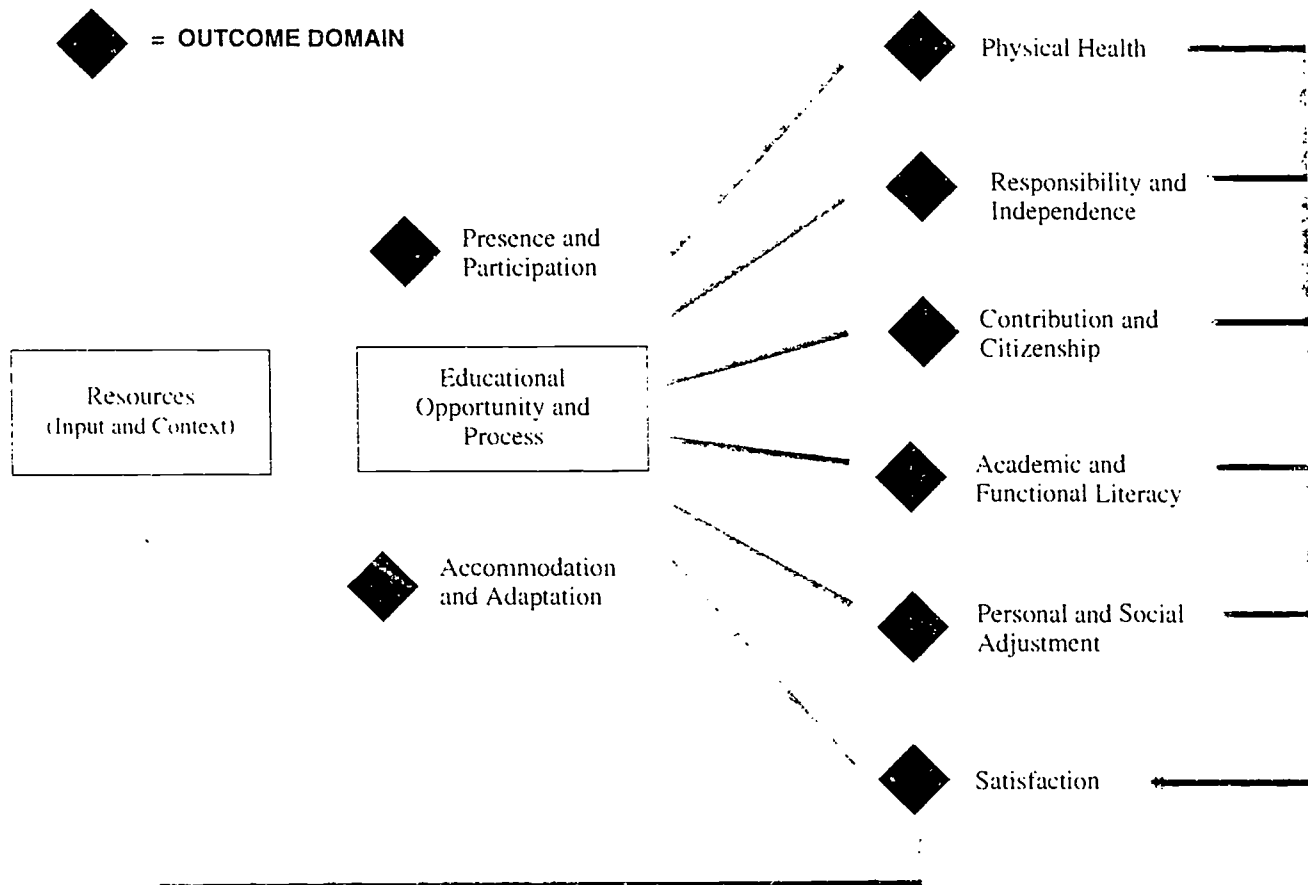 = OUTCOME DOMAIN
Physical Health
Responsibility and
Independence
Presence and
Participation
Contribution and
Citizenship
Resources
(Input and Context)
Educational
Opportunity and
Process
Academic and
Functional Literacy
Accommodation
and Adaptation
Personal and Social
Adjustment
Satisfaction